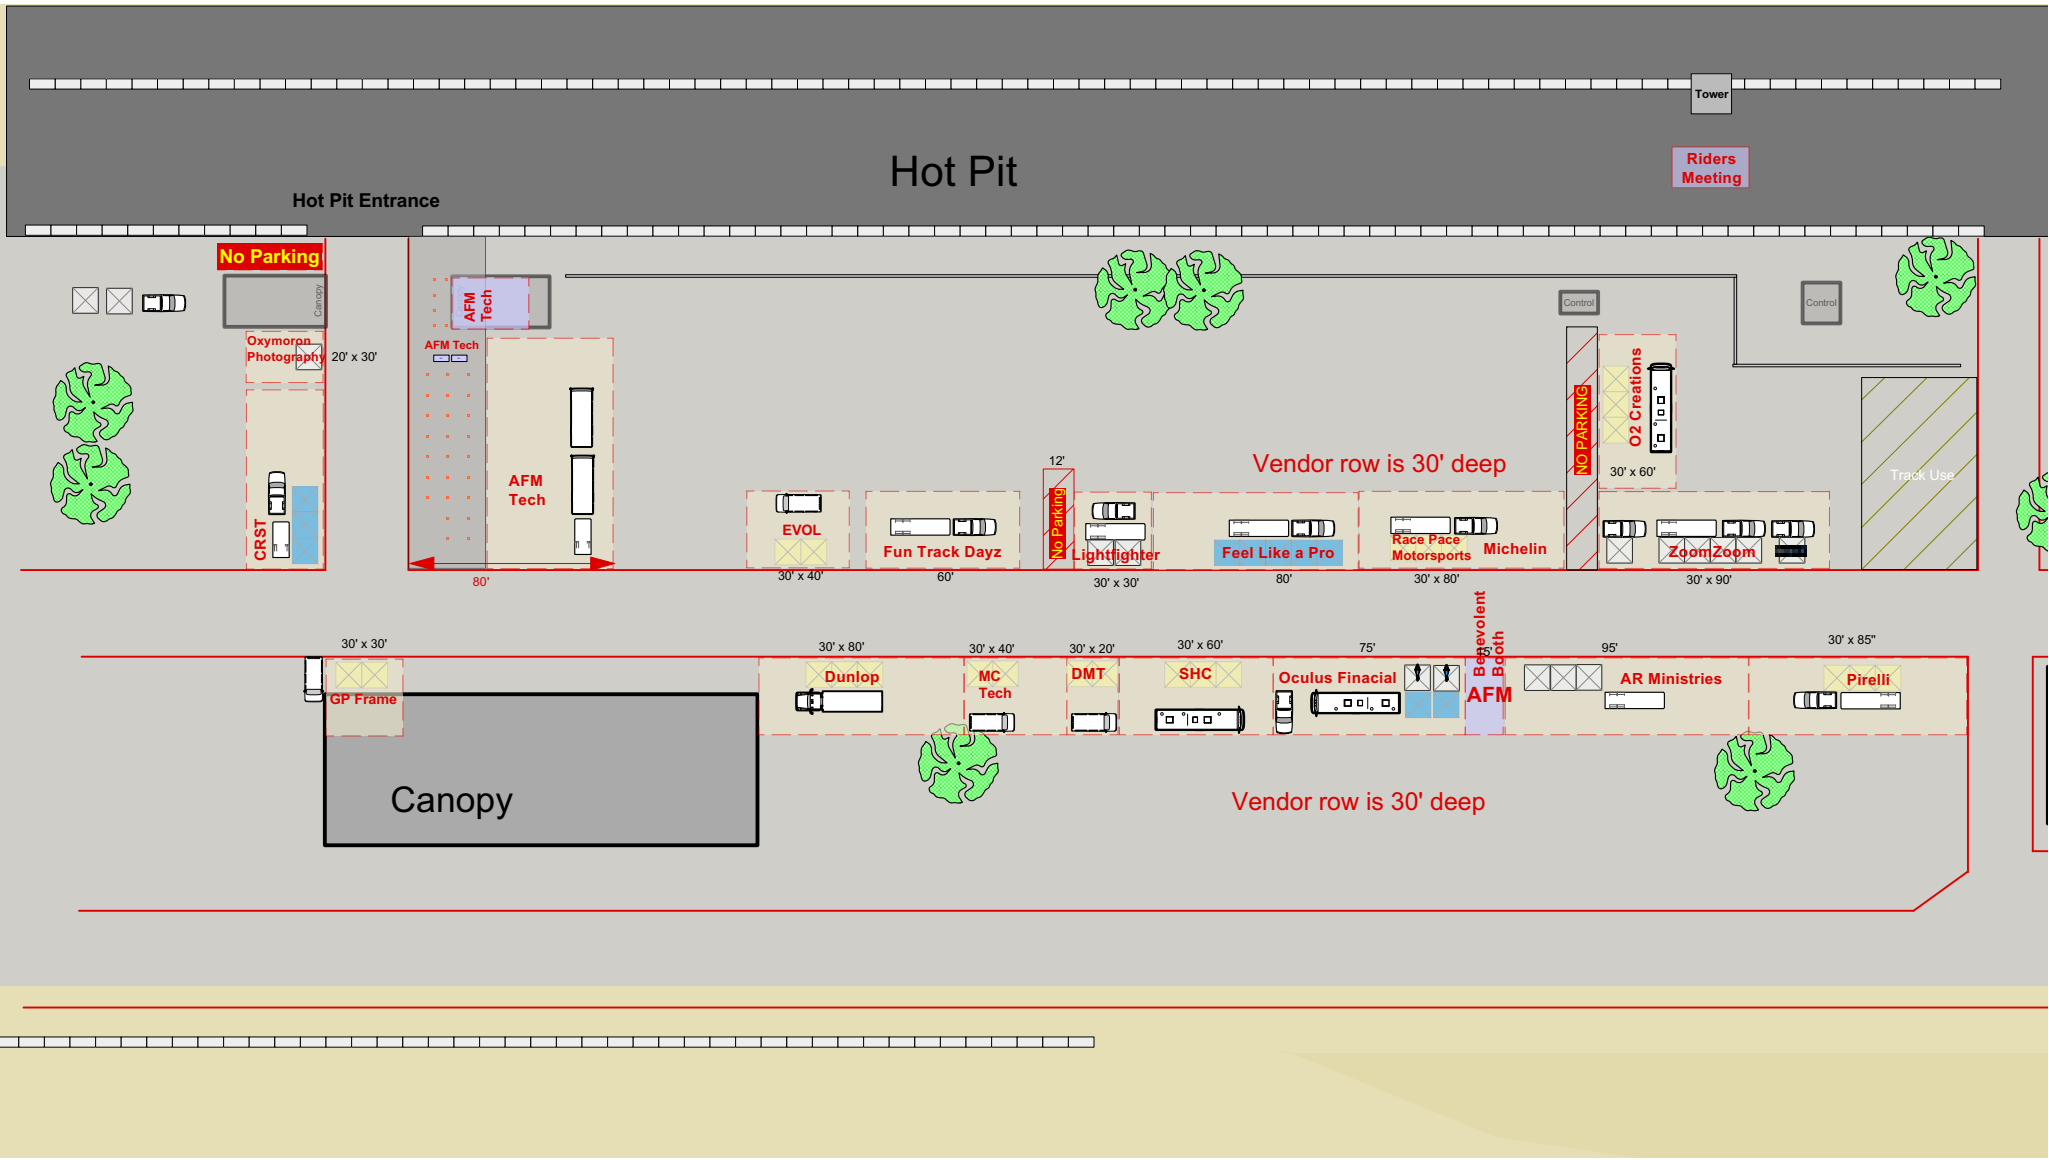 Tower
Hot Pit
Riders
Meeting
Hot Pit Entrance
No Parking
Canopy
AFM
Tech
Control
Control
Oxymoron
Photography
20' x 30'
AFM Tech
O2 Creations
NO PARKING
Vendor row is 30' deep
12'
30' x 60'
Track Use
AFM
Tech
No Parking
CRST
EVOL
Fun Track Dayz
Lightfighter
Feel Like a Pro
Race Pace
Motorsports
Michelin
ZoomZoom
80'
30' x 40'
60'
30' x 30'
80'
30' x 80'
30' x 90'
Benevolent
Booth
30' x 30'
30' x 80'
30' x 40'
30' x 20'
30' x 60'
75'
15'
95'
30' x 85"
GP Frame
Dunlop
MC
Tech
DMT
SHC
Oculus Finacial
AFM
AR Ministries
Pirelli
Canopy
Vendor row is 30' deep